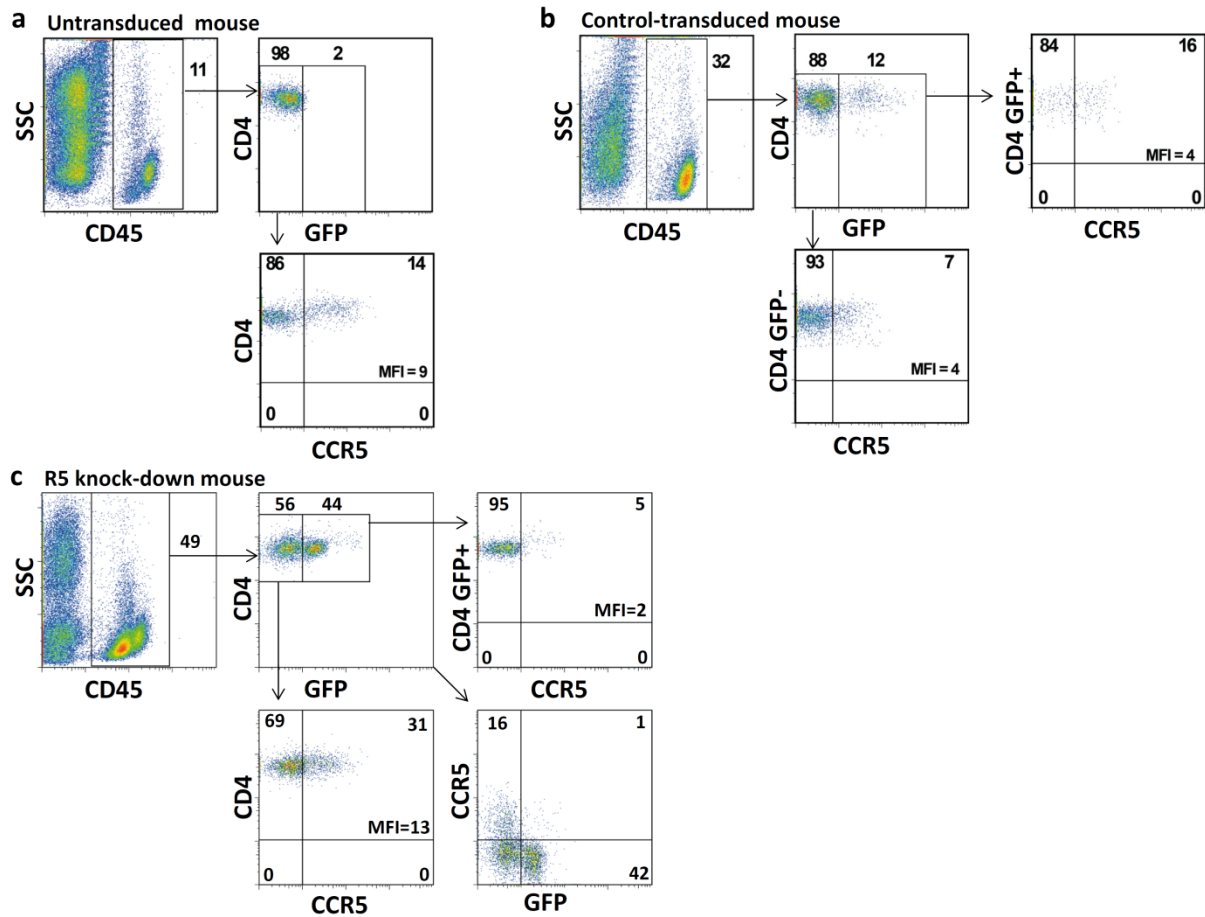 a Untransduced mouse
SSC
CD45
11
98 2
CD4
GFP
86 14
CD4
MFI = 9
0 0
CCR5
b Control-transduced mouse
SSC
CD45
32
88 12
CD4
GFP
84 16
CD4 GFP+
MFI = 4
0 0
CCR5
93 7
CD4 GFP-
MFI = 4
CCR5
c R5 knock-down mouse
SSC
CD45
49
56 44
CD4
GFP
95 5
CD4 GFP+
MFI=2
0 0
CCR5
69 31
CD4
MFI=13
0 0
CCR5
16 1
CCR5
42
GFP